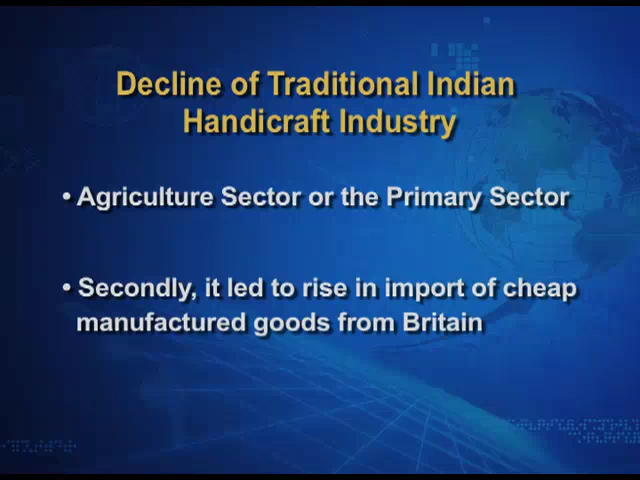 Decline of Traditional Indian
Handicraft Industry
• Agriculture Sector or the Primary Sector
• Secondly, it led to rise in import of cheap
manufactured goods from Britain